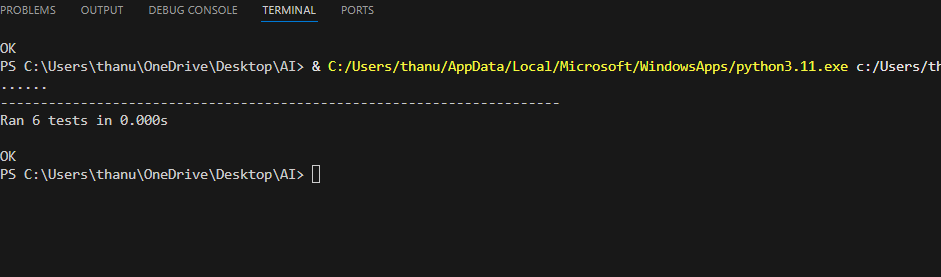 PROBLEMS OUTPUT DEBUG CONSOLE TERMINAL PORTS
OK
PS C:\Users\thanu\OneDrive\Desktop\AI> & C:/Users/thanu/AppData/Local/Microsoft/WindowsApps/python3.11.exe c:/Users/th
......
----------------------------------------------------------------------
Ran 6 tests in 0.000s
OK
PS C:\Users\thanu\OneDrive\Desktop\AI>